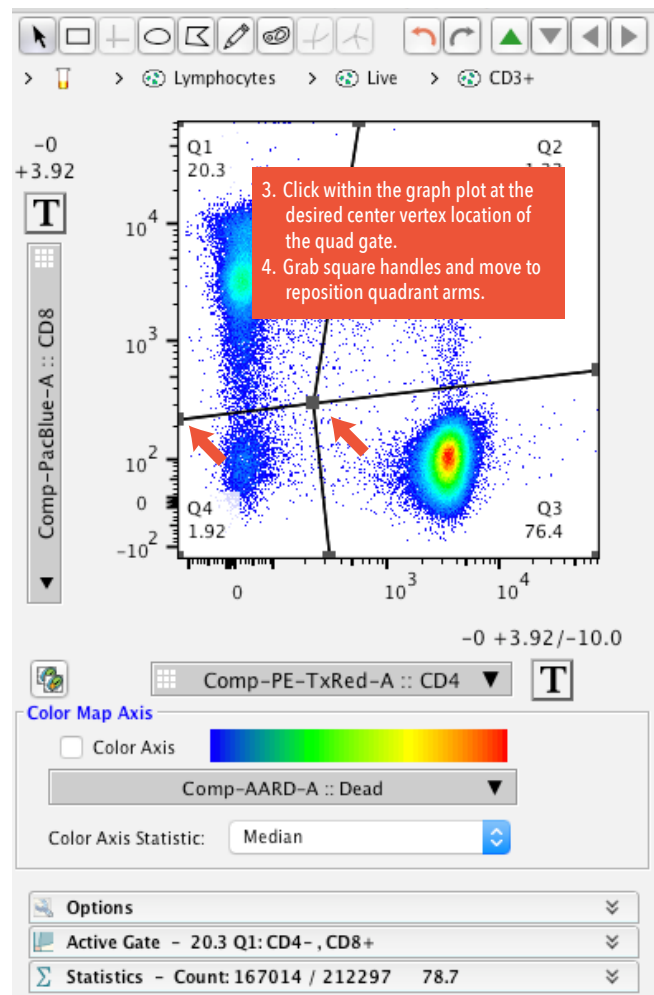 > > Lymphocytes > Live > CD3+
-0
+3.92
T
Comp-PacBlue-A :: CD8
Q1
20.3
Q2
3. Click within the graph plot at the
desired center vertex location of
the quad gate.
4. Grab square handles and move to
reposition quadrant arms.
10^4
10^3
10^2
0
-10^2
Q4
1.92
Q3
76.4
0
10^3
10^4
-0 +3.92/-10.0
Comp-PE-TxRed-A :: CD4
T
Color Map Axis
Color Axis
Comp-AARD-A :: Dead
Color Axis Statistic: Median
Options
Active Gate - 20.3 Q1: CD4- , CD8+
Statistics - Count: 167014 / 212297 78.7